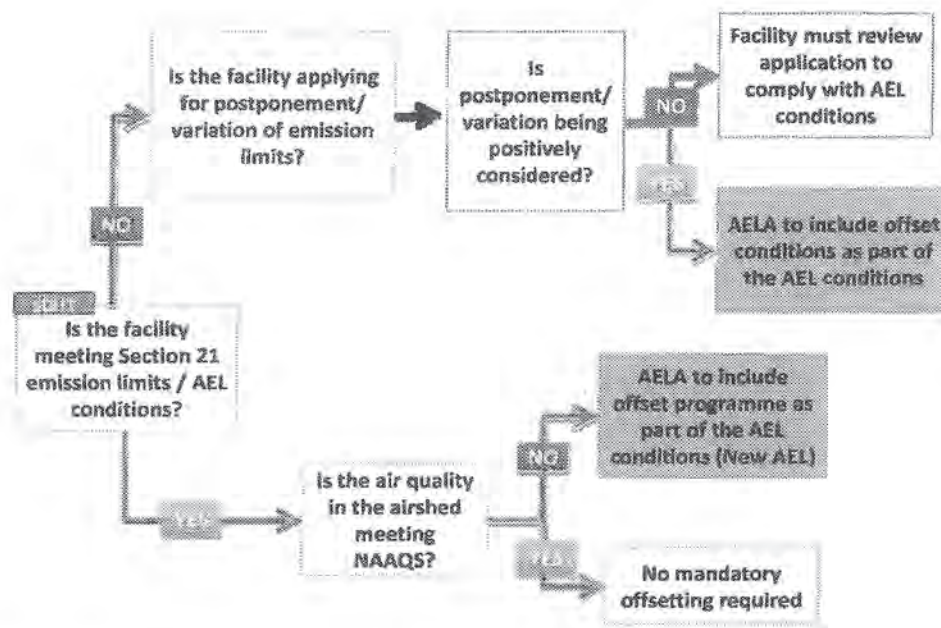 Is the facility applying
for postponement/
variation of emission
limits?
Is
postponement/
variation being
positively
considered?
NO
Facility must review
application to
comply with AEL
conditions
YES
AELA to include offset
conditions as part of
the AEL conditions
NO
Is the facility
meeting Section 21
emission limits / AEL
conditions?
YES
Is the air quality
in the airshed
meeting
NAAQS?
NO
AELA to include
offset programme as
part of the AEL
conditions (New AEL)
YES
No mandatory
offsetting required